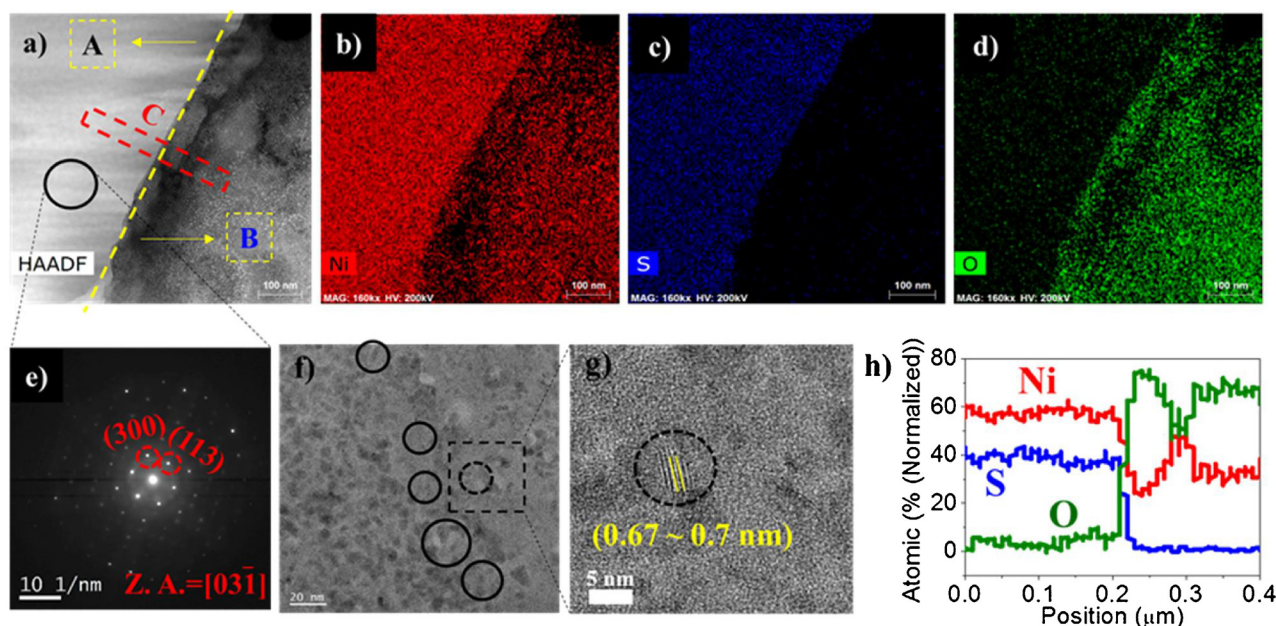 a)
A
C
B
HAADF
100 nm
b)
Ni
MAG: 160kx HV: 200kV
100 nm
c)
S
MAG: 160kx HV: 200kV
100 nm
d)
O
MAG: 160kx HV: 200kV
100 nm
e)
(300)
(113)
10 1/nm
Z. A.=[031̄]
f)
20 nm
g)
(0.67 ~ 0.7 nm)
5 nm
h)
Atomic (% (Normalized))
80
60
40
20
0
Ni
S
O
0.0 0.1 0.2 0.3 0.4
Position (μm)